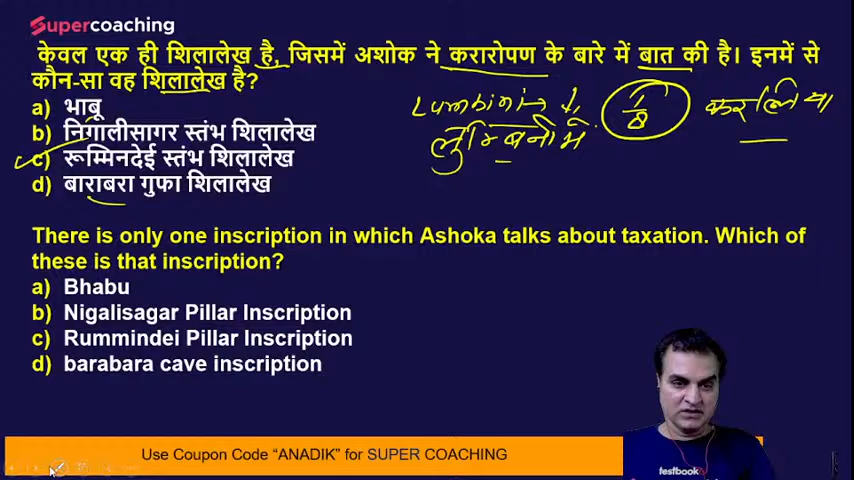 Supercoaching
केवल एक ही शिलालेख है, जिसमें अशोक ने करारोपण के बारे में बात की है। इनमें से
कौन-सा वह शिलालेख है?
a) भाबू
b) निगालीसागर स्तंभ शिलालेख
c) रूम्मिनदेई स्तंभ शिलालेख
d) बाराबरा गुफा शिलालेख
Lumbini
1/8
लुम्बिनी में
There is only one inscription in which Ashoka talks about taxation. Which of
these is that inscription?
a) Bhabu
b) Nigalisagar Pillar Inscription
c) Rummindei Pillar Inscription
d) barabara cave inscription
Use Coupon Code “ANADIK” for SUPER COACHING
testbook